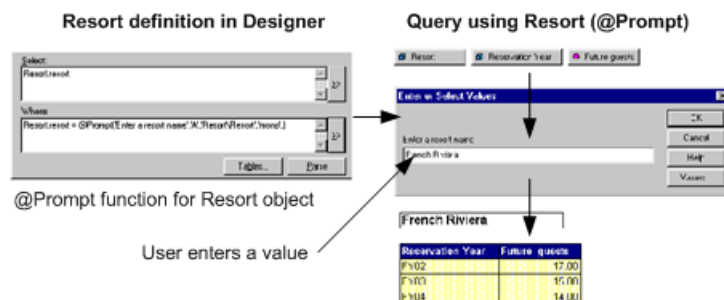 Resort definition in Designer
Select:
Resort.resort
Where:
Resort.resort = @Prompt('Enter a resort name','A','Resort\Resort','mono',)
>>
>>
Tables...
Parse
@Prompt function for Resort object
User enters a value
Query using Resort (@Prompt)
Resort
Reservation Year
Future guests
Enter or Select Values
OK
Cancel
Help
Values
Enter a resort name
French Riviera
French Riviera
Reservation Year Future guests
FY02 17.00
FY03 15.00
FY04 14.00